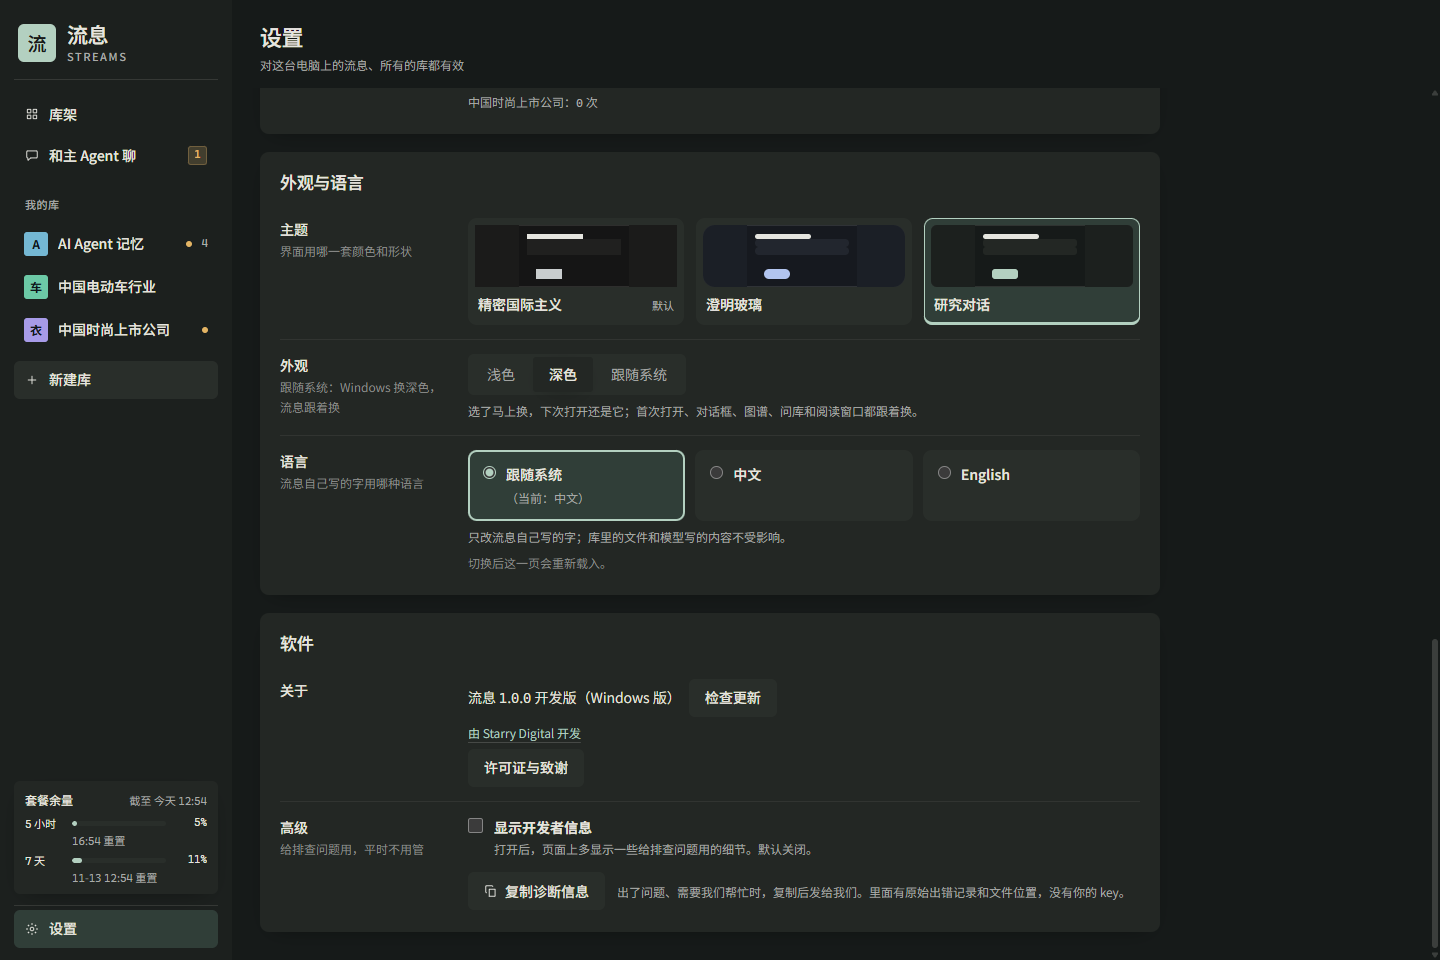 流
流息
STREAMS
库架
和主 Agent 聊
1
我的库
A
AI Agent 记忆
4
车
中国电动车行业
衣
中国时尚上市公司
新建库
套餐余量
截至 今天 12:54
5 小时
5%
16:54 重置
7 天
11%
11-13 12:54 重置
设置
设置
对这台电脑上的流息、所有的库都有效
中国时尚上市公司：0 次
外观与语言
主题
界面用哪一套颜色和形状
精密国际主义
默认
澄明玻璃
研究对话
外观
跟随系统：Windows 换深色，
流息跟着换
浅色
深色
跟随系统
选了马上换，下次打开还是它；首次打开、对话框、图谱、问库和阅读窗口都跟着换。
语言
流息自己写的字用哪种语言
跟随系统
（当前：中文）
中文
English
只改流息自己写的字；库里的文件和模型写的内容不受影响。
切换后这一页会重新载入。
软件
关于
流息 1.0.0 开发版（Windows 版）
检查更新
由 Starry Digital 开发
许可证与致谢
高级
给排查问题用，平时不用管
显示开发者信息
打开后，页面上多显示一些给排查问题用的细节。默认关闭。
复制诊断信息
出了问题、需要我们帮忙时，复制后发给我们。里面有原始出错记录和文件位置，没有你的 key。